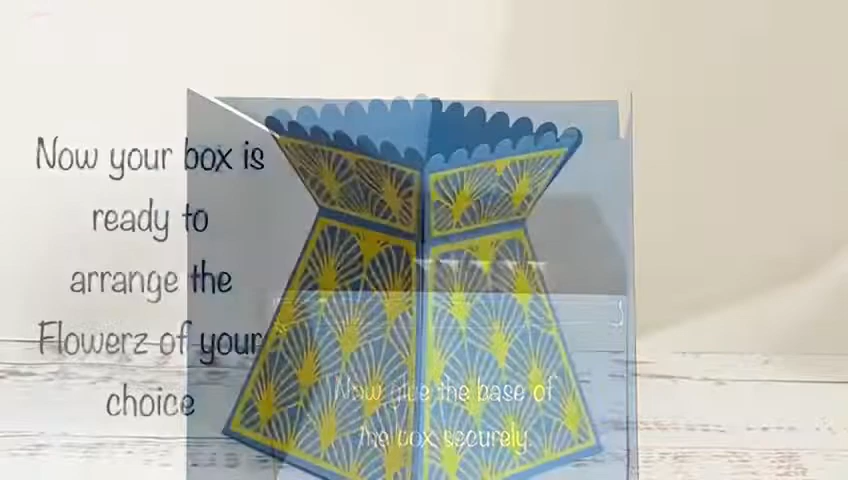 Now your box is
ready to
arrange the
Flowerz of your
choice
Now glue the base of
the box securely.